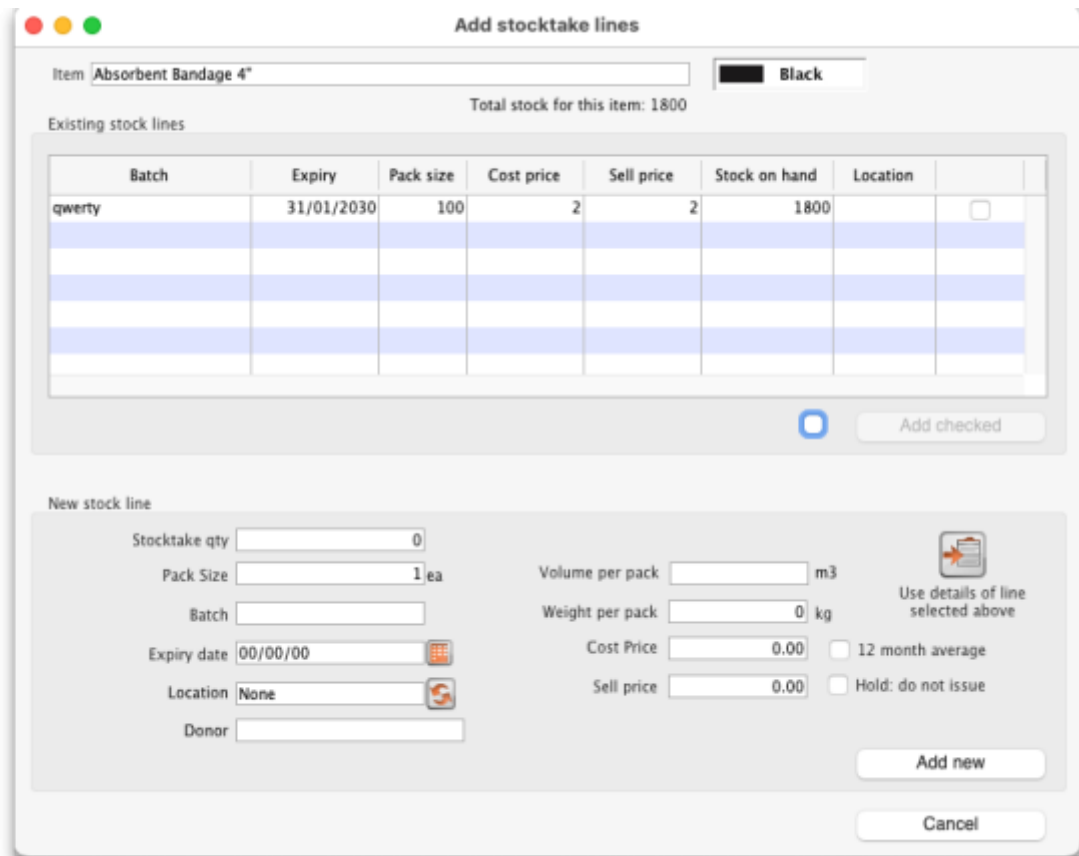 Add stocktake lines
Item Absorbent Bandage 4" Black
Total stock for this item: 1800
Existing stock lines
Batch Expiry Pack size Cost price Sell price Stock on hand Location
qwerty 31/01/2030 100 2 2 1800
Add checked
New stock line
Stocktake qty 0
Pack Size 1 ea
Batch
Expiry date 00/00/00
Location None
Donor
Volume per pack m3
Weight per pack 0 kg
Cost Price 0.00 12 month average
Sell price 0.00 Hold: do not issue
Use details of line
selected above
Add new
Cancel